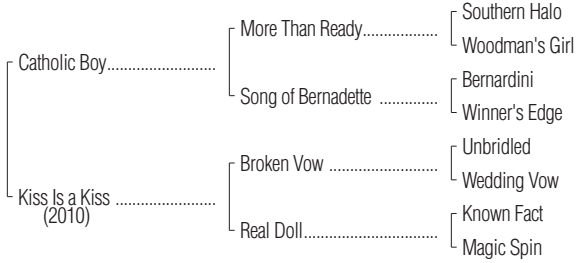 Southern Halo
More Than Ready..................
Woodman's Girl
Catholic Boy..........................
Bernardini
Song of Bernadette ..............
Winner's Edge
Unbridled
Broken Vow ..........................
Wedding Vow
Kiss Is a Kiss ........................
(2010)
Known Fact
Real Doll................................
Magic Spin